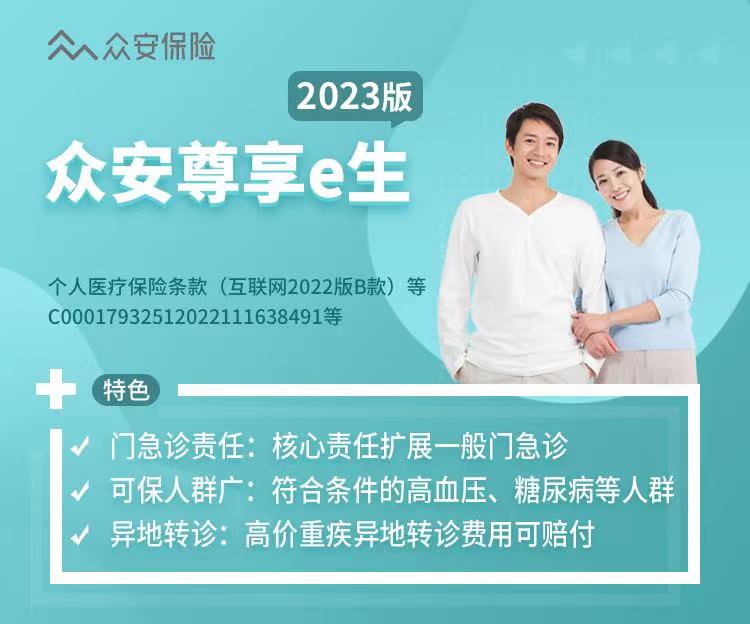 众安保险
2023版
众安尊享e生
个人医疗保险条款（互联网2022版B款）等
C00017932512022111638491等
特色
门急诊责任：核心责任扩展一般门急诊
可保人群广：符合条件的高血压、糖尿病等人群
异地转诊：高价重疾异地转诊费用可赔付